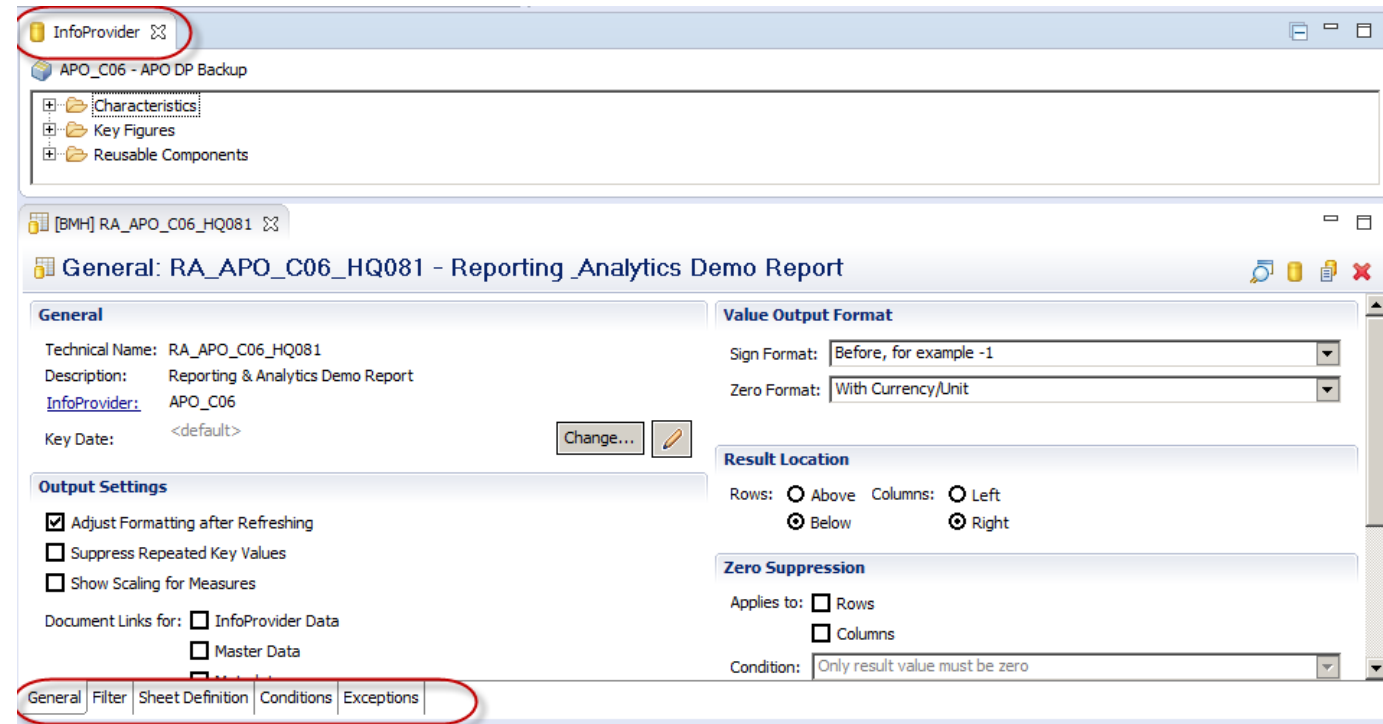 InfoProvider
APO_C06 - APO DP Backup
Characteristics
Key Figures
Reusable Components
[BMH] RA_APO_C06_HQ081
General: RA_APO_C06_HQ081 - Reporting _Analytics Demo Report
General
Technical Name: RA_APO_C06_HQ081
Description: Reporting & Analytics Demo Report
InfoProvider: APO_C06
Key Date: <default> Change...
Output Settings
Adjust Formatting after Refreshing
Suppress Repeated Key Values
Show Scaling for Measures
Document Links for: InfoProvider Data
Master Data
Value Output Format
Sign Format: Before, for example -1
Zero Format: With Currency/Unit
Result Location
Rows: Above Columns: Left
Below Right
Zero Suppression
Applies to: Rows
Columns
Condition: Only result value must be zero
General Filter Sheet Definition Conditions Exceptions